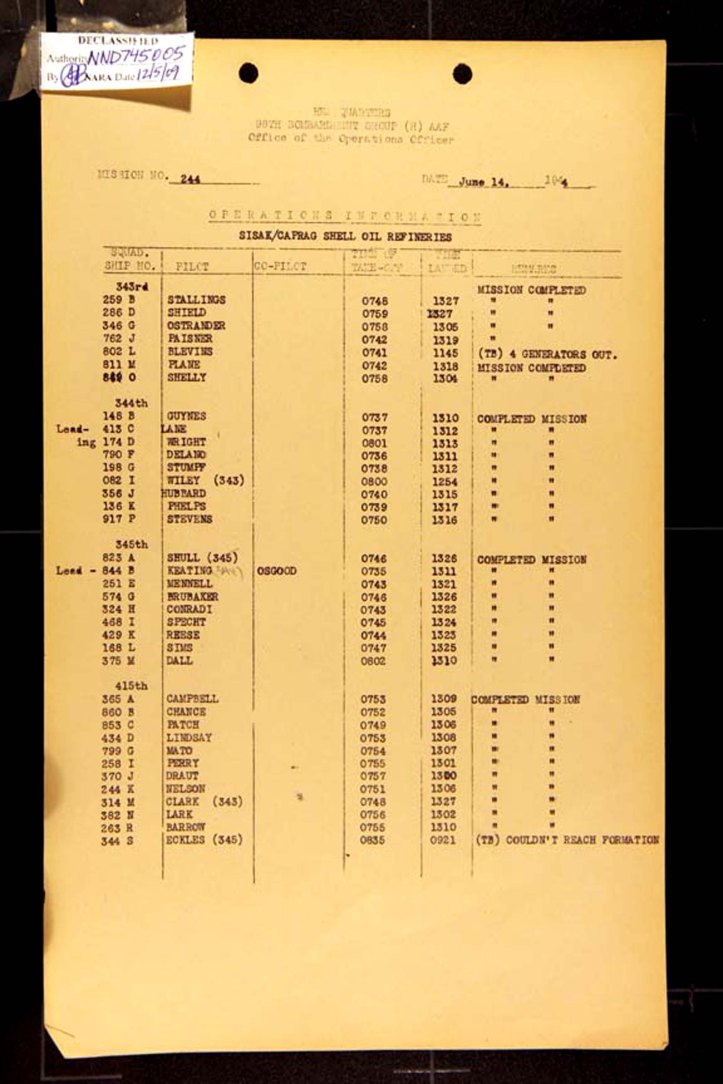 DECLASSIFIED
Authority NND745005
By NARA Date 12/5/09
HEADQUARTERS
98TH BOMBARDMENT GROUP (H) AAF
Office of the Operations Officer
MISSION NO. 244 DATE June 14, 1944
OPERATIONS INFORMATION
SISAK/CAPRAG SHELL OIL REFINERIES
SQUAD. TIME OF TIME
SHIP NO. PILOT CO-PILOT TAKE-OFF LANDED REMARKS
343rd MISSION COMPLETED
259 B STALLINGS 0748 1327 " "
286 D SHIELD 0759 1327 " "
346 G OSTRANDER 0758 1305 " "
762 J PAISNER 0742 1319 "
802 L BLEVINS 0741 1145 (TB) 4 GENERATORS OUT.
811 M PLANE 0742 1318 MISSION COMPLETED
O SHELLY 0758 1304 " "
344th
148 B GUYNES 0737 1310 COMPLETED MISSION
Lead- 413 C LANE 0737 1312 " "
ing 174 D WRIGHT 0801 1313 " "
790 F DELANO 0736 1311 " "
198 G STUMPF 0738 1312 " "
082 I WILEY (343) 0800 1254 " "
356 J HUBBARD 0740 1315 " "
136 K PHELPS 0739 1317 " "
917 P STEVENS 0750 1316 " "
345th
823 A SHULL (345) 0746 1326 COMPLETED MISSION
Lead - 844 B KEATING OSGOOD 0735 1311 " "
251 E MENNELL 0743 1321 " "
574 G BRUBAKER 0746 1326 " "
324 H CONRADI 0743 1322 " "
468 I SPECHT 0745 1324 " "
429 K REESE 0744 1323 " "
168 L SIMS 0747 1325 " "
375 M DALL 0802 1310 " "
415th
365 A CAMPBELL 0753 1309 COMPLETED MISSION
860 B CHANCE 0752 1305 " "
853 C PATCH 0749 1306 " "
434 D LINDSAY 0753 1308 " "
799 G MATO 0754 1307 " "
258 I PERRY 0755 1301 " "
370 J DRAUT 0757 1300 " "
244 K NELSON 0751 1306 " "
314 M CLARK (343) 0748 1327 " "
382 N LARK 0756 1302 " "
263 R BARROW 0755 1310 " "
344 S ECKLES (345) 0835 0921 (TB) COULDN'T REACH FORMATION